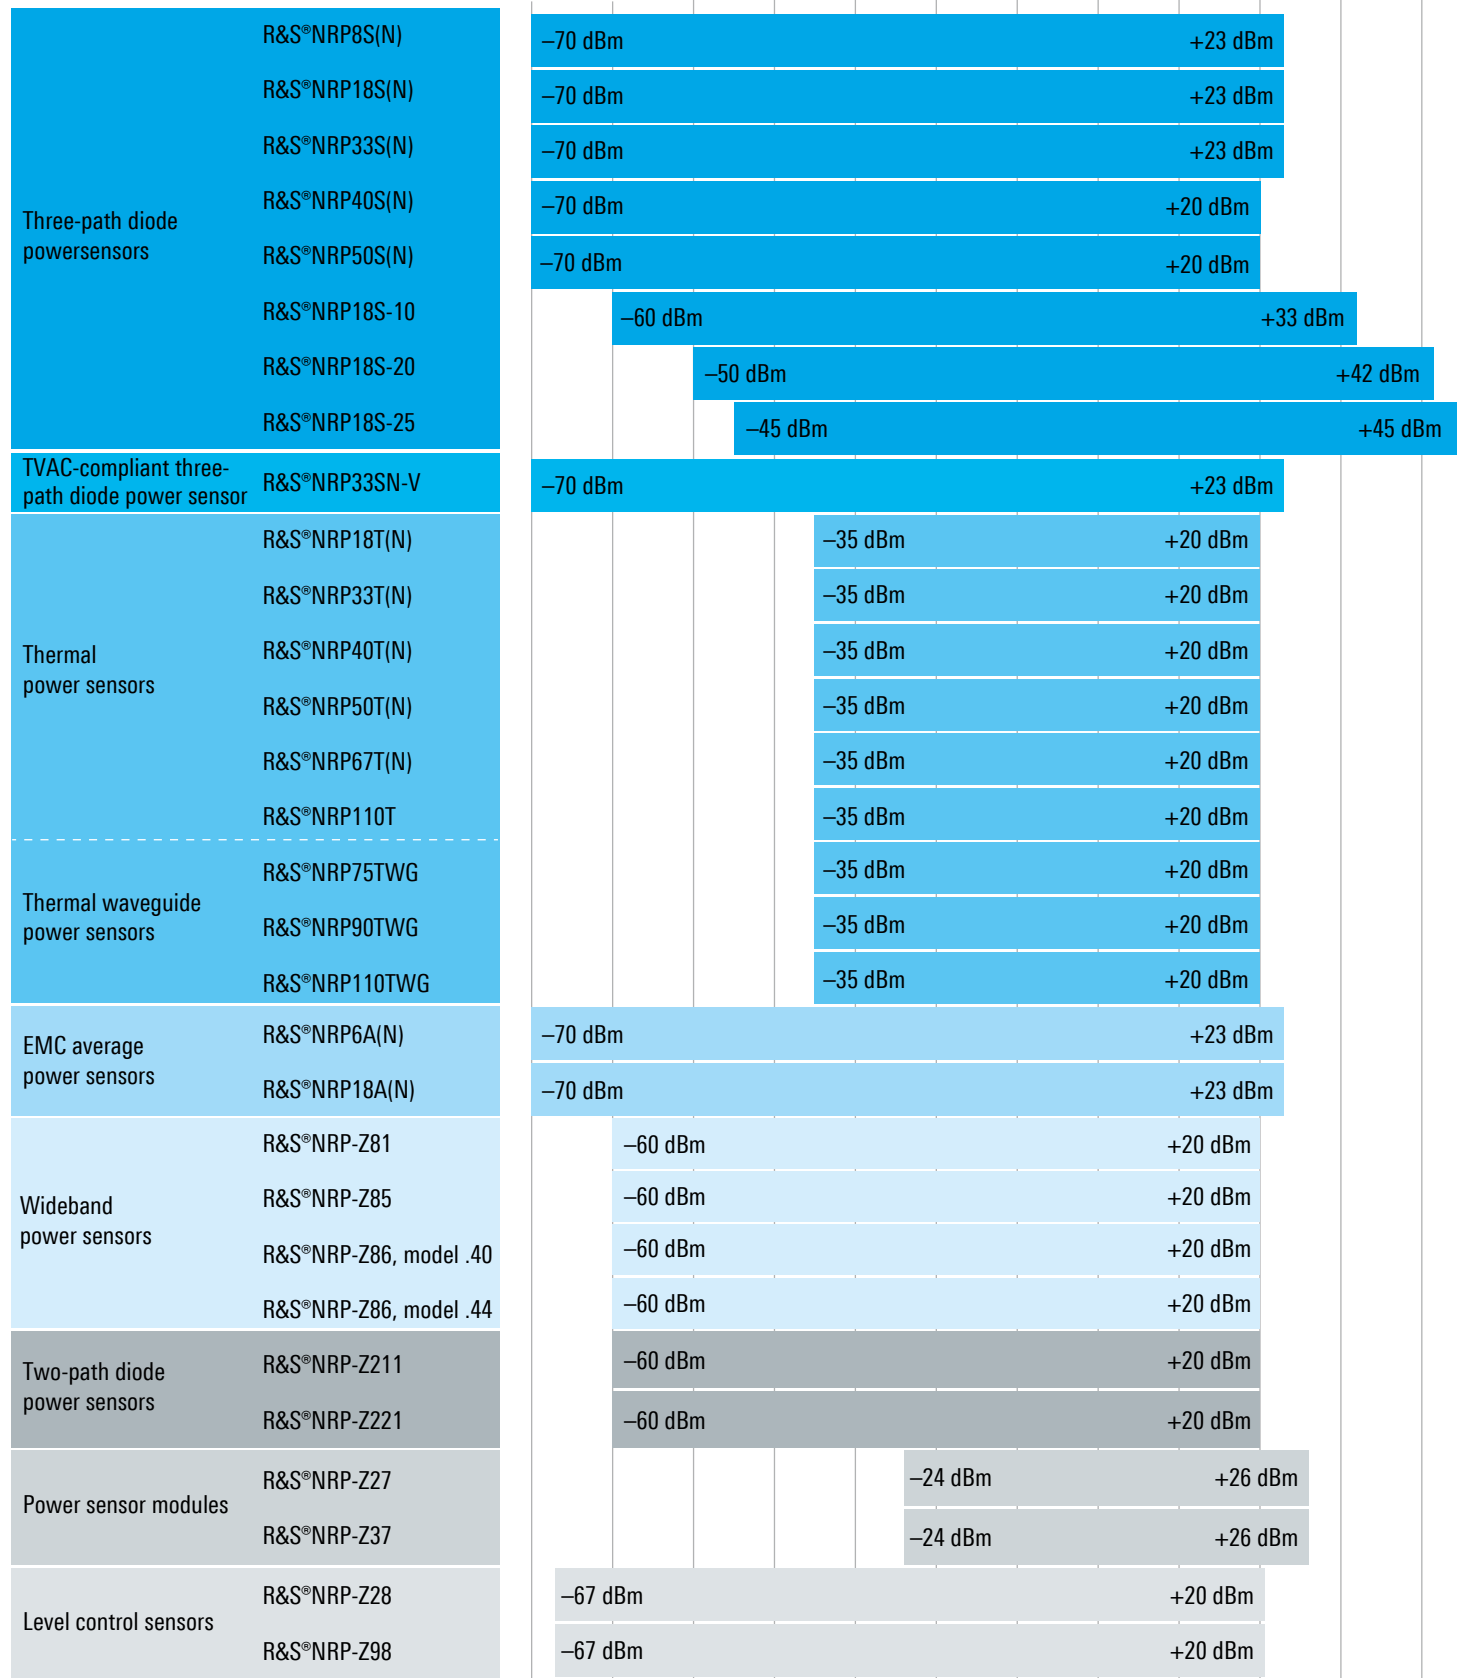 R&S®NRP8S(N) –70 dBm +23 dBm
R&S®NRP18S(N) –70 dBm +23 dBm
R&S®NRP33S(N) –70 dBm +23 dBm
R&S®NRP40S(N) –70 dBm +20 dBm
Three-path diode
powersensors
R&S®NRP50S(N) –70 dBm +20 dBm
R&S®NRP18S-10 –60 dBm +33 dBm
R&S®NRP18S-20 –50 dBm +42 dBm
R&S®NRP18S-25 –45 dBm +45 dBm
TVAC-compliant three-
path diode power sensor
R&S®NRP33SN-V –70 dBm +23 dBm
R&S®NRP18T(N) –35 dBm +20 dBm
R&S®NRP33T(N) –35 dBm +20 dBm
Thermal
power sensors
R&S®NRP40T(N) –35 dBm +20 dBm
R&S®NRP50T(N) –35 dBm +20 dBm
R&S®NRP67T(N) –35 dBm +20 dBm
R&S®NRP110T –35 dBm +20 dBm
R&S®NRP75TWG –35 dBm +20 dBm
Thermal waveguide
power sensors
R&S®NRP90TWG –35 dBm +20 dBm
R&S®NRP110TWG –35 dBm +20 dBm
EMC average
power sensors
R&S®NRP6A(N) –70 dBm +23 dBm
R&S®NRP18A(N) –70 dBm +23 dBm
R&S®NRP-Z81 –60 dBm +20 dBm
Wideband
power sensors
R&S®NRP-Z85 –60 dBm +20 dBm
R&S®NRP-Z86, model .40 –60 dBm +20 dBm
R&S®NRP-Z86, model .44 –60 dBm +20 dBm
Two-path diode
power sensors
R&S®NRP-Z211 –60 dBm +20 dBm
R&S®NRP-Z221 –60 dBm +20 dBm
Power sensor modules
R&S®NRP-Z27 –24 dBm +26 dBm
R&S®NRP-Z37 –24 dBm +26 dBm
Level control sensors
R&S®NRP-Z28 –67 dBm +20 dBm
R&S®NRP-Z98 –67 dBm +20 dBm